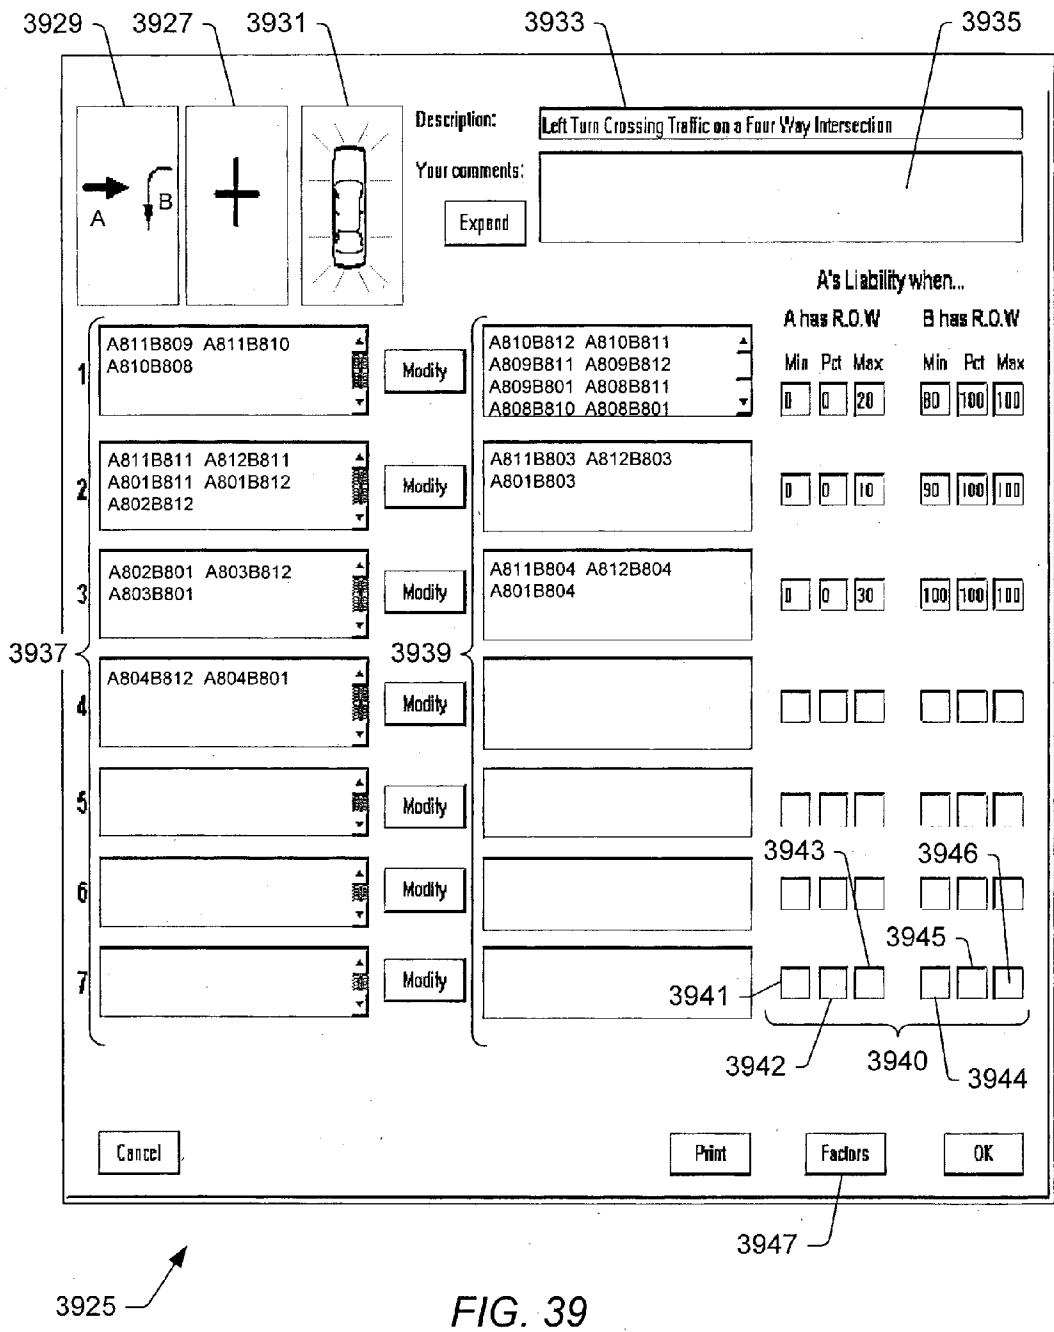 3929 3927 3931 3933 3935
Description: Left Turn Crossing Traffic on a Four Way Intersection
Your comments:
Expand
A B
A's Liability when...
A has R.O.W B has R.O.W
Min Pct Max Min Pct Max
1 A811B809 A811B810
A810B808
Modify
A810B812 A810B811
A809B811 A809B812
A809B801 A808B811
A808B810 A808B801
0 0 20 80 100 100
2 A811B811 A812B811
A801B811 A801B812
A802B812
Modify
A811B803 A812B803
A801B803
0 0 10 90 100 100
3 A802B801 A803B812
A803B801
Modify
A811B804 A812B804
A801B804
0 0 30 100 100 100
3937 3939
4 A804B812 A804B801
Modify
5 Modify
3943 3946
6 Modify
3945
7 Modify
3941
3942 3940 3944
Cancel Print Factors OK
3947
3925
FIG. 39